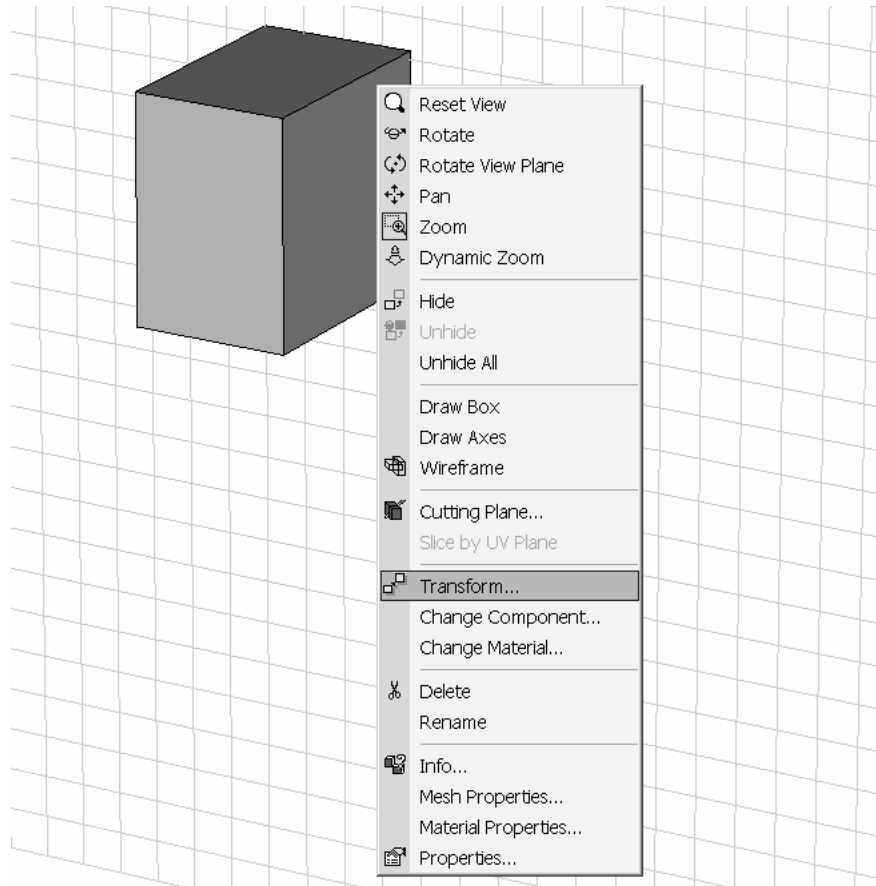 Reset View
Rotate
Rotate View Plane
Pan
Zoom
Dynamic Zoom
Hide
Unhide
Unhide All
Draw Box
Draw Axes
Wireframe
Cutting Plane...
Slice by UV Plane
Transform...
Change Component...
Change Material...
Delete
Rename
Info...
Mesh Properties...
Material Properties...
Properties...